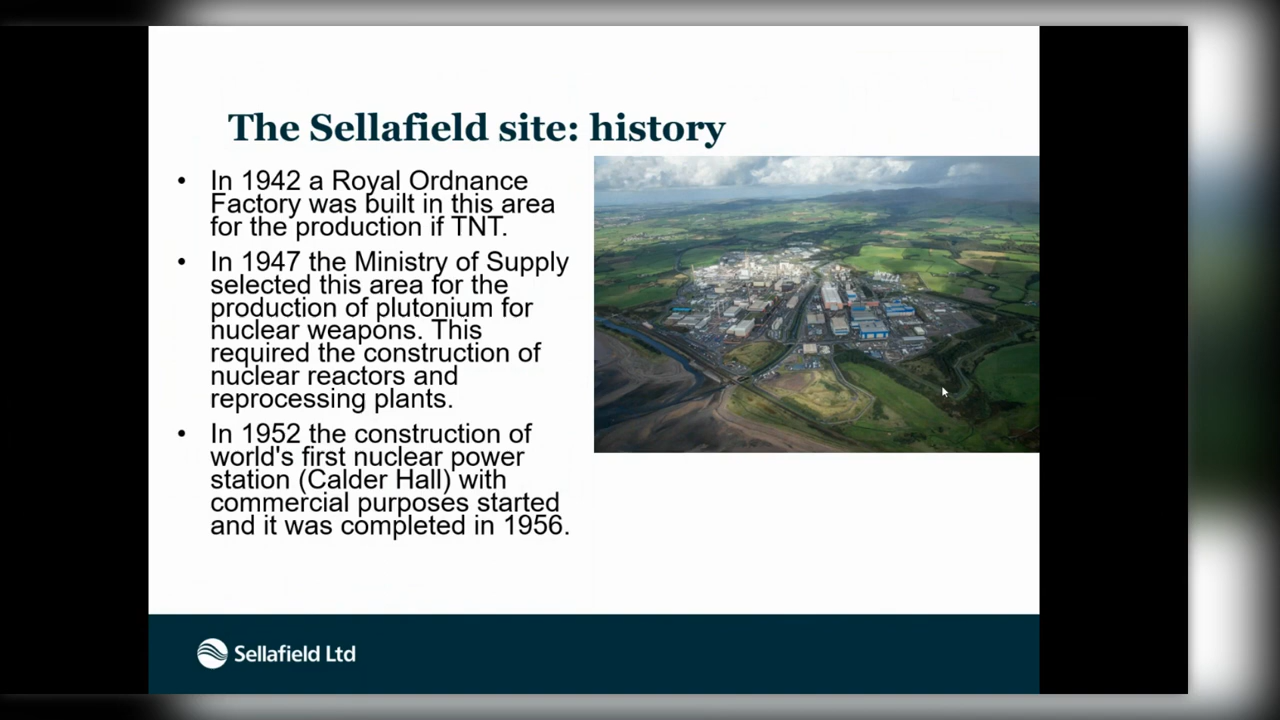 The Sellafield site: history
• In 1942 a Royal Ordnance
Factory was built in this area
for the production if TNT.
• In 1947 the Ministry of Supply
selected this area for the
production of plutonium for
nuclear weapons. This
required the construction of
nuclear reactors and
reprocessing plants.
• In 1952 the construction of
world's first nuclear power
station (Calder Hall) with
commercial purposes started
and it was completed in 1956.
Sellafield Ltd